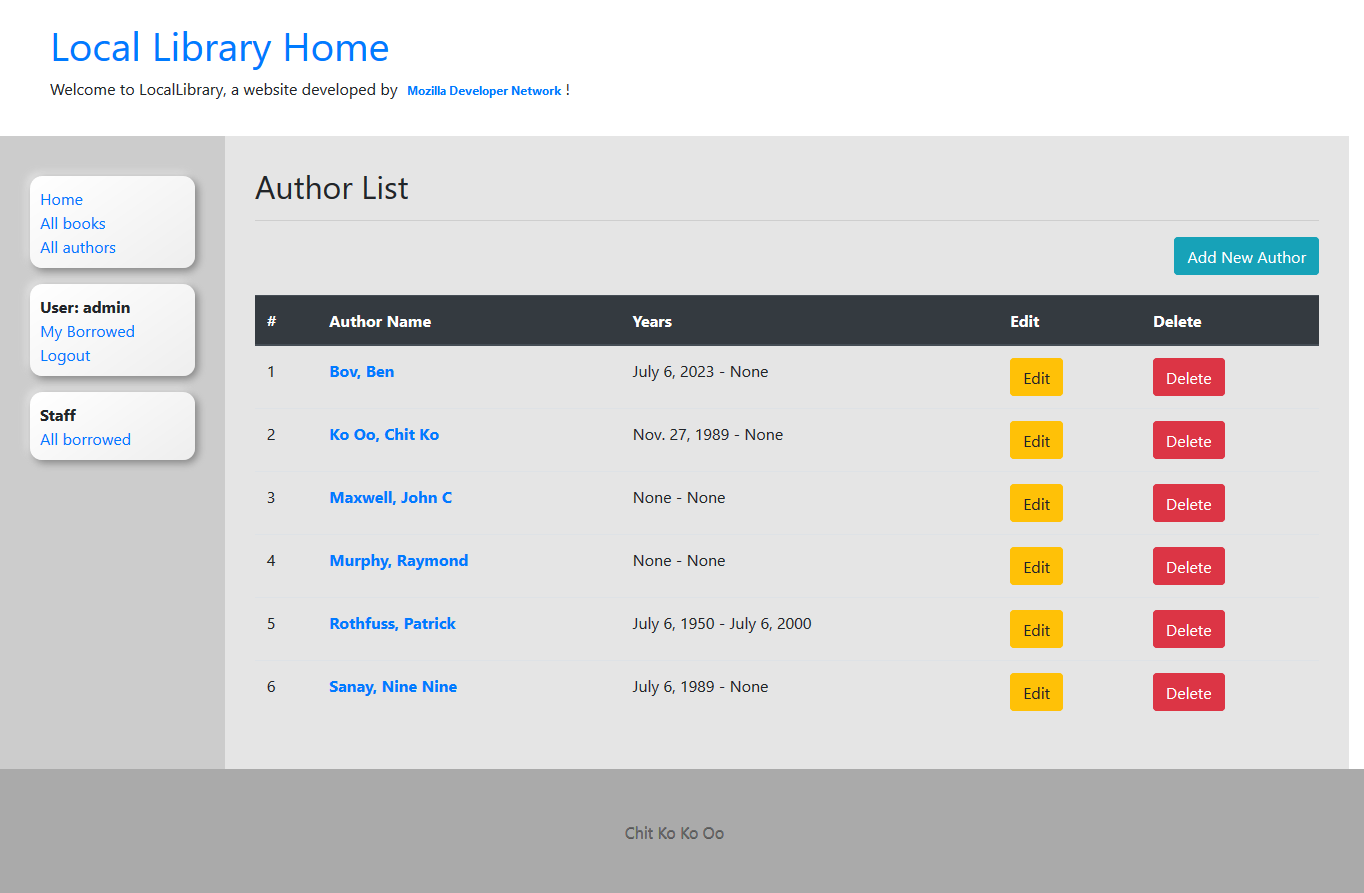 Local Library Home
Welcome to LocalLibrary, a website developed by Mozilla Developer Network !
Home
All books
All authors
User: admin
My Borrowed
Logout
Staff
All borrowed
Author List
Add New Author
# Author Name Years Edit Delete
1 Bov, Ben July 6, 2023 - None Edit Delete
2 Ko Oo, Chit Ko Nov. 27, 1989 - None Edit Delete
3 Maxwell, John C None - None Edit Delete
4 Murphy, Raymond None - None Edit Delete
5 Rothfuss, Patrick July 6, 1950 - July 6, 2000 Edit Delete
6 Sanay, Nine Nine July 6, 1989 - None Edit Delete
Chit Ko Ko Oo